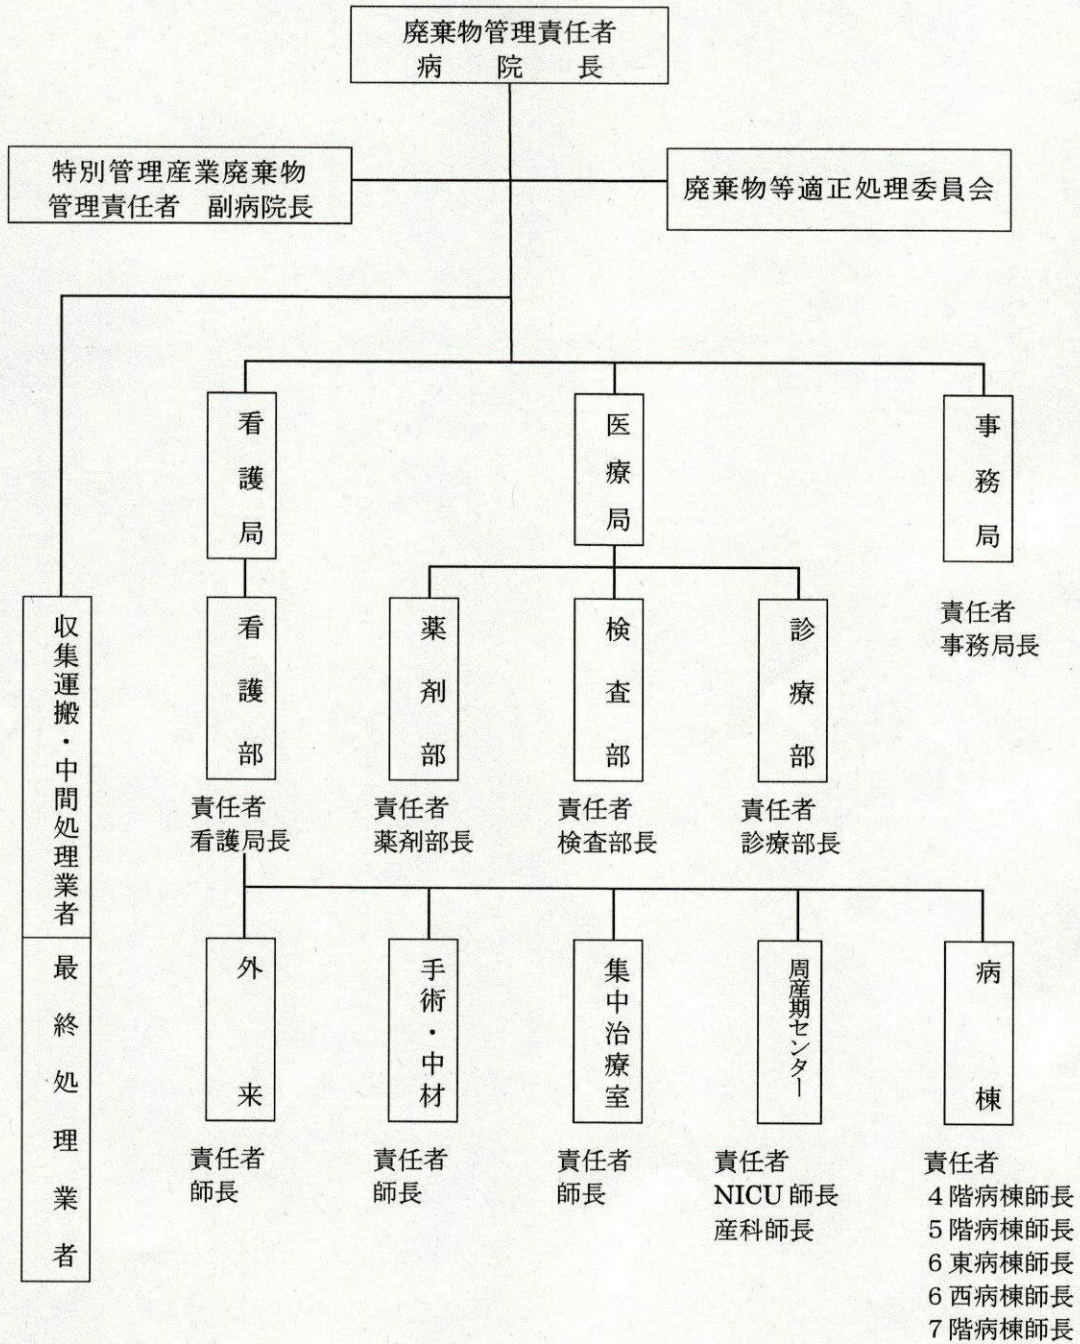 廃棄物管理責任者
病院長
特別管理産業廃棄物
管理責任者　副病院長
廃棄物等適正処理委員会
看護局
医療局
事務局
責任者
事務局長
収集運搬・中間処理業者
最終処理業者
看護部
責任者
看護局長
薬剤部
責任者
薬剤部長
検査部
責任者
検査部長
診療部
責任者
診療部長
外来
責任者
師長
手術・中材
責任者
師長
集中治療室
責任者
師長
周産期センター
責任者
NICU 師長
産科師長
病棟
責任者
4 階病棟師長
5 階病棟師長
6 東病棟師長
6 西病棟師長
7 階病棟師長